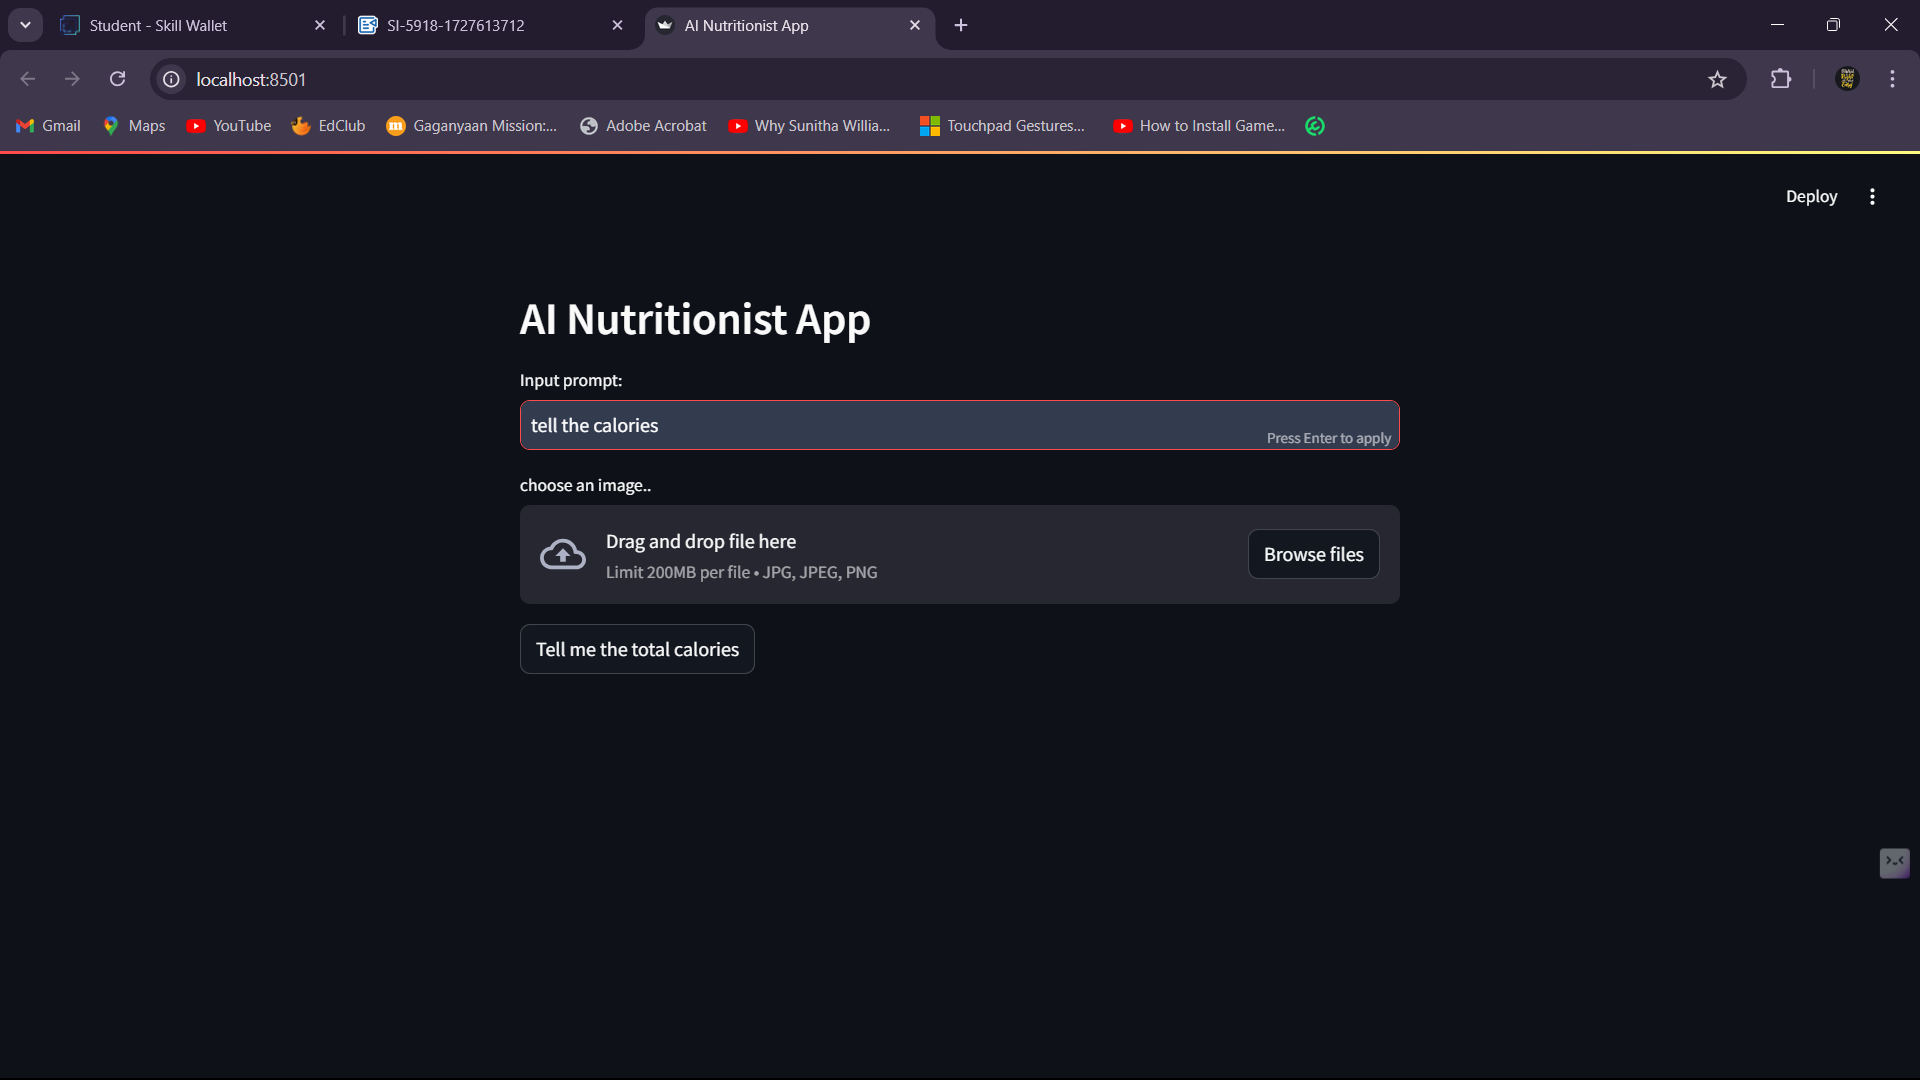 Student - Skill Wallet
SI-5918-1727613712
AI Nutritionist App
localhost:8501
Gmail
Maps
YouTube
EdClub
Gaganyaan Mission:...
Adobe Acrobat
Why Sunitha Willia...
Touchpad Gestures...
How to Install Game...
Deploy
AI Nutritionist App
Input prompt:
tell the calories
Press Enter to apply
choose an image..
Drag and drop file here
Limit 200MB per file • JPG, JPEG, PNG
Browse files
Tell me the total calories